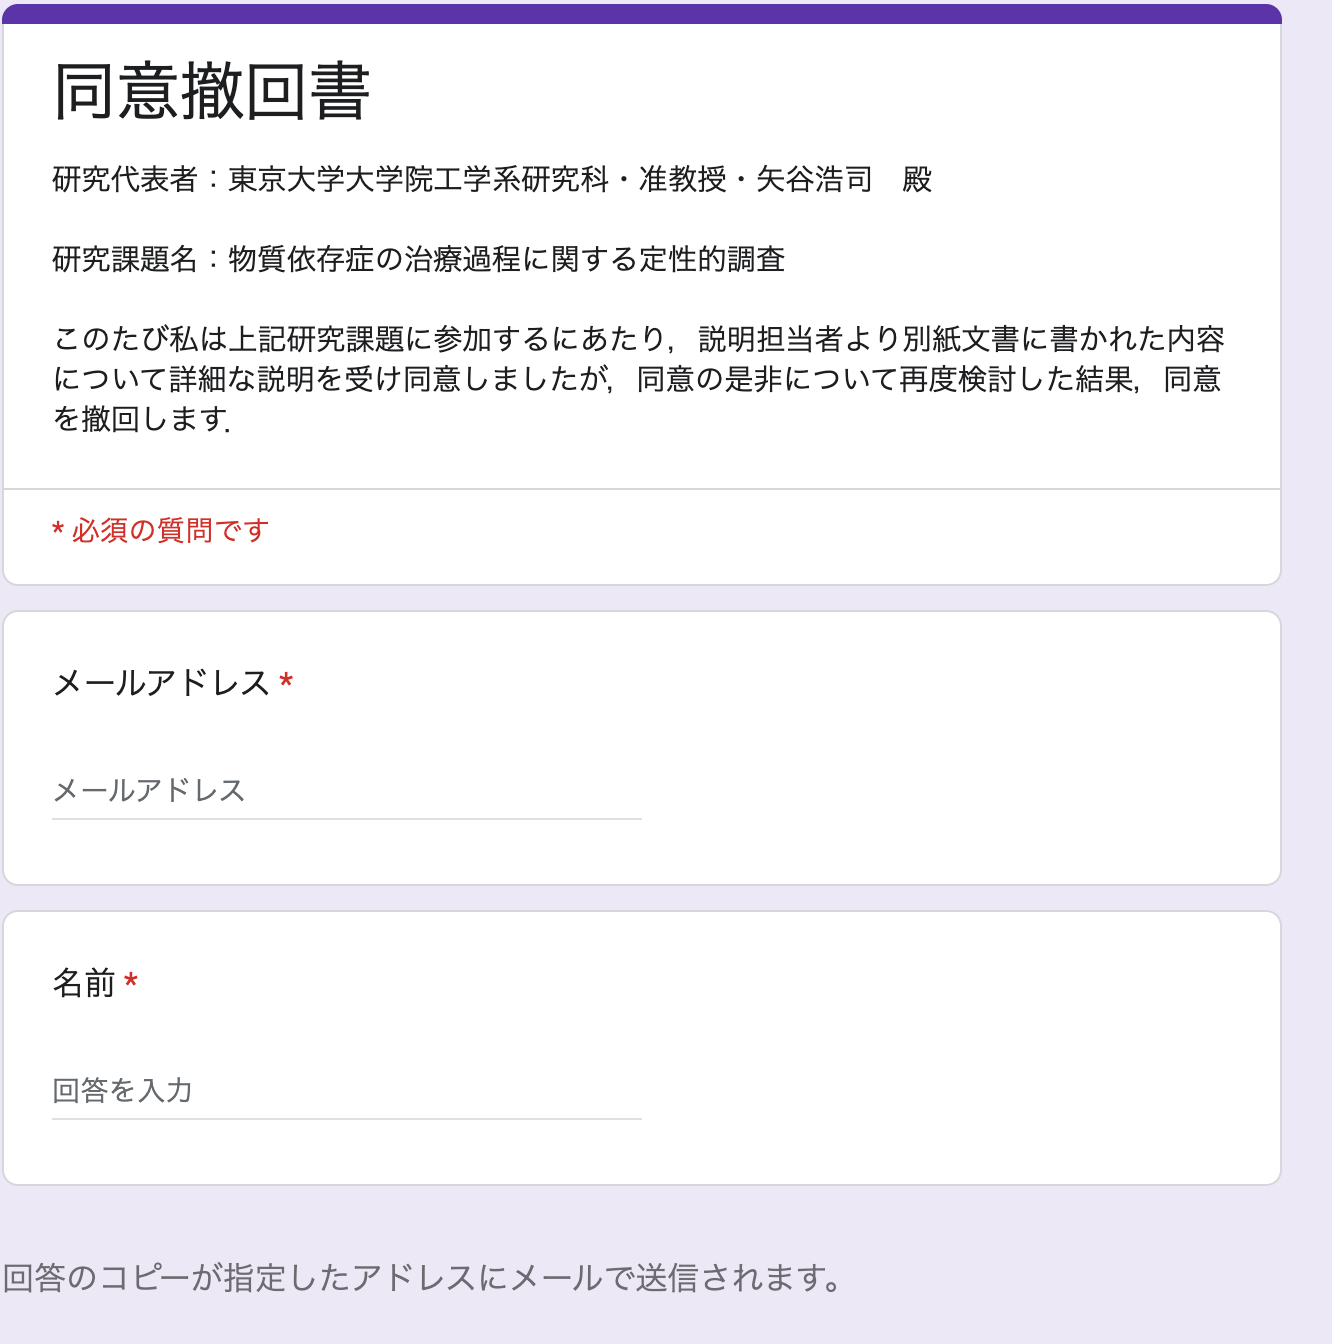 同意撤回書
研究代表者：東京大学大学院工学系研究科・准教授・矢谷浩司　殿
研究課題名：物質依存症の治療過程に関する定性的調査
このたび私は上記研究課題に参加するにあたり，説明担当者より別紙文書に書かれた内容
について詳細な説明を受け同意しましたが，同意の是非について再度検討した結果，同意
を撤回します．
* 必須の質問です
メールアドレス *
メールアドレス
名前 *
回答を入力
回答のコピーが指定したアドレスにメールで送信されます。